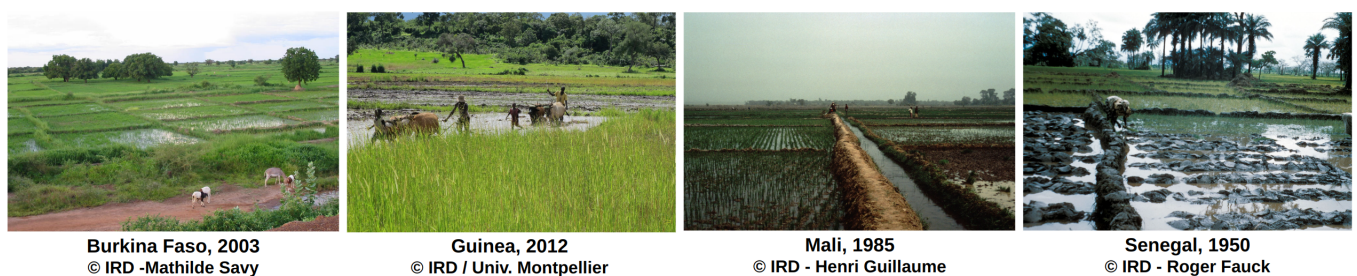 Burkina Faso, 2003
© IRD -Mathilde Savy
Guinea, 2012
© IRD / Univ. Montpellier
Mali, 1985
© IRD - Henri Guillaume
Senegal, 1950
© IRD - Roger Fauck